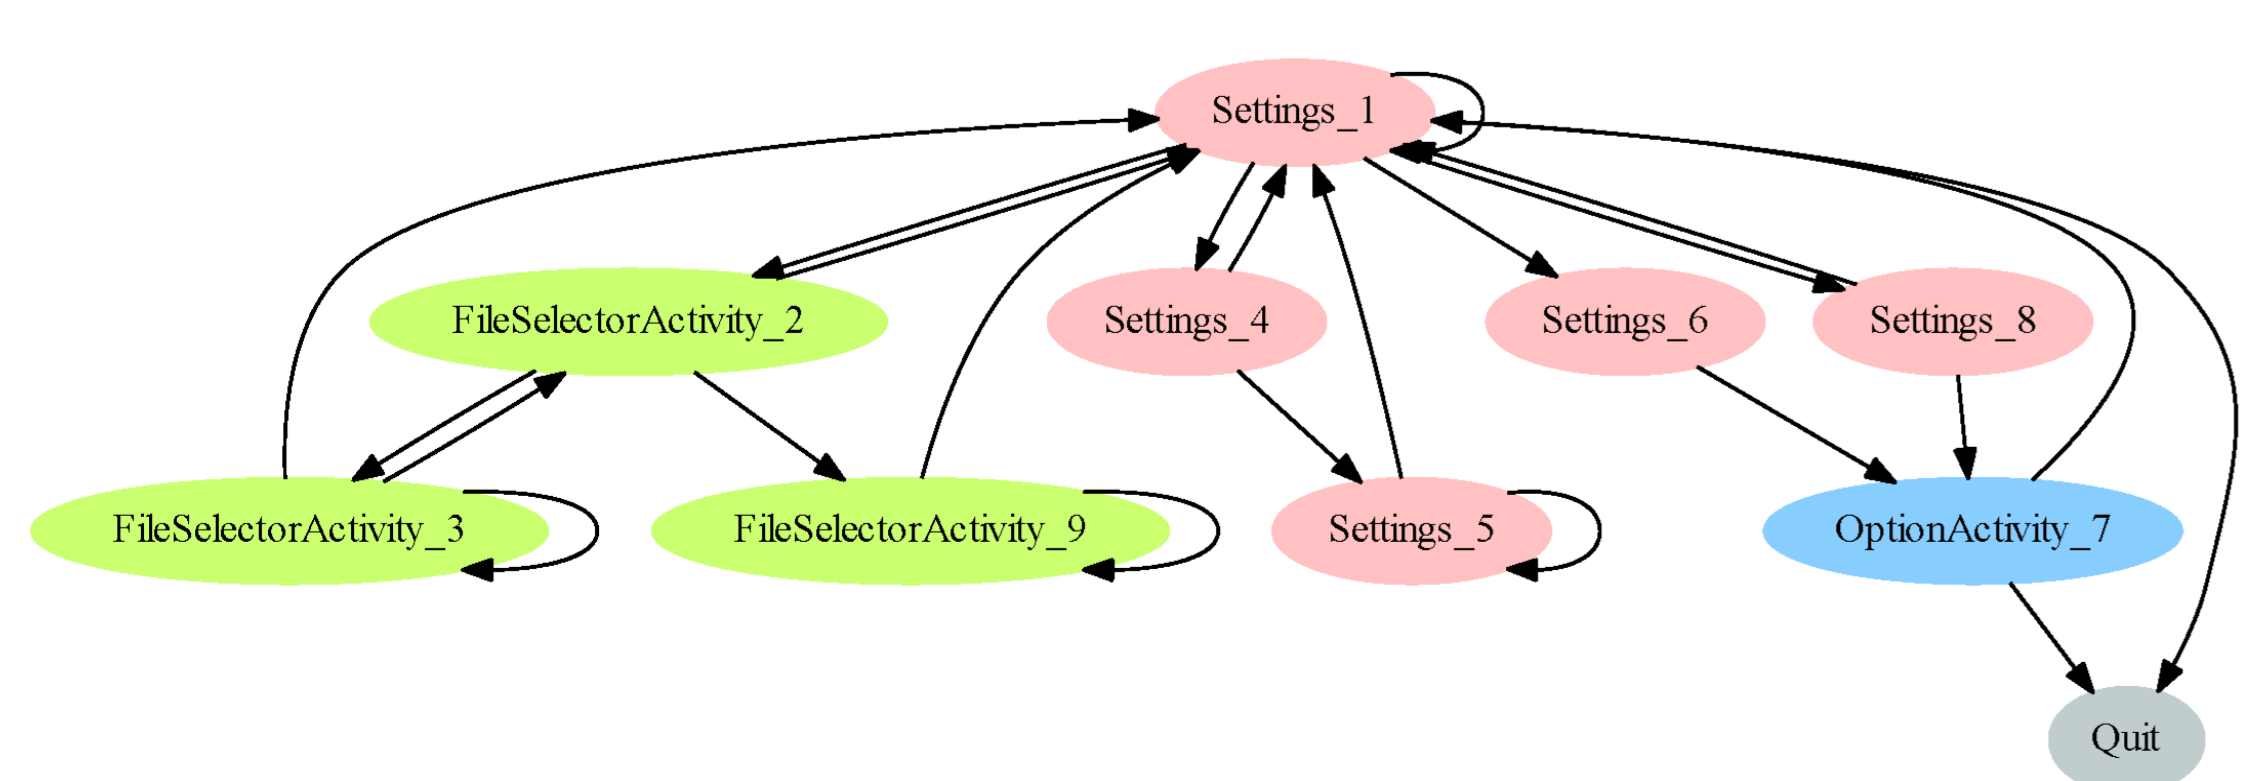 Settings_1
FileSelectorActivity_2
Settings_4
Settings_6
Settings_8
FileSelectorActivity_3
FileSelectorActivity_9
Settings_5
OptionActivity_7
Quit